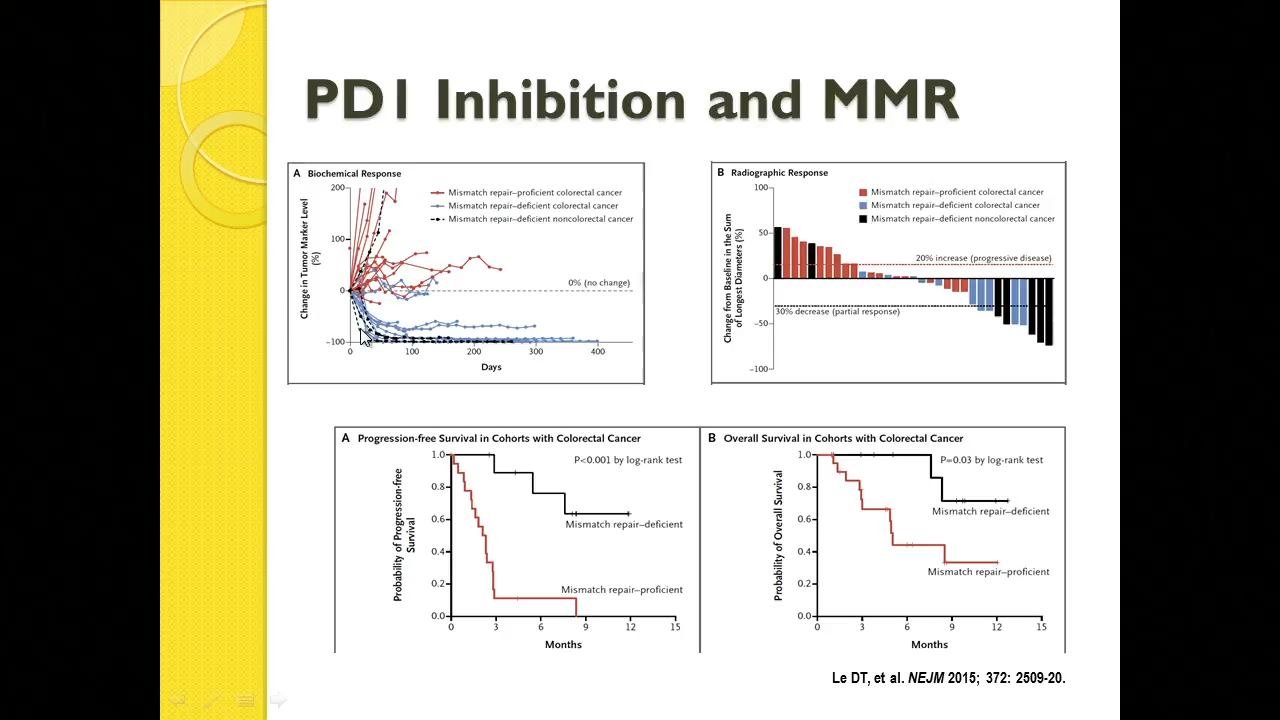 PD1 Inhibition and MMR
A Biochemical Response
Change in Tumor Marker Level
(%)
200
100
0
−100
Mismatch repair–proficient colorectal cancer
Mismatch repair–deficient colorectal cancer
Mismatch repair–deficient noncolorectal cancer
0% (no change)
0 100 200 300 400
Days
B Radiographic Response
Change from Baseline in the Sum
of Longest Diameters (%)
100
50
0
−50
−100
Mismatch repair–proficient colorectal cancer
Mismatch repair–deficient colorectal cancer
Mismatch repair–deficient noncolorectal cancer
20% increase (progressive disease)
30% decrease (partial response)
A Progression-free Survival in Cohorts with Colorectal Cancer
Probability of Progression-free
Survival
1.0
0.8
0.6
0.4
0.2
0.0
P<0.001 by log-rank test
Mismatch repair–deficient
Mismatch repair–proficient
0 3 6 9 12 15
Months
B Overall Survival in Cohorts with Colorectal Cancer
Probability of Overall Survival
1.0
0.8
0.6
0.4
0.2
0.0
P=0.03 by log-rank test
Mismatch repair–deficient
Mismatch repair–proficient
0 3 6 9 12 15
Months
Le DT, et al. NEJM 2015; 372: 2509-20.